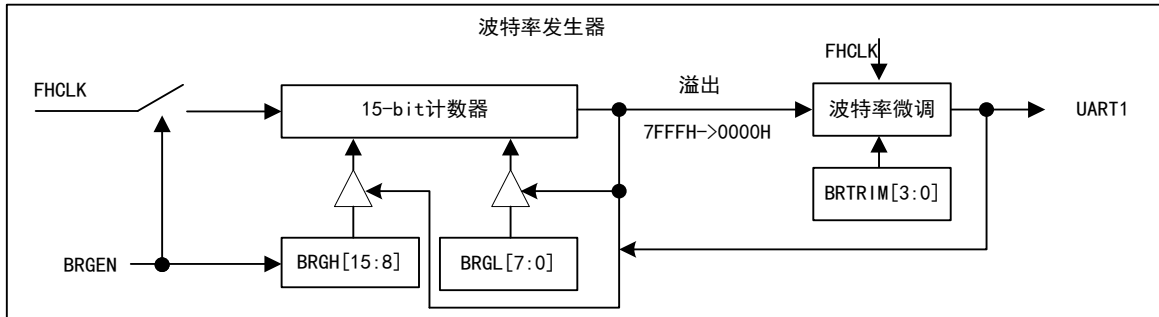 波特率发生器
FHCLK
FHCLK
15-bit计数器
溢出
7FFFH->0000H
波特率微调
UART1
BRTRIM[3:0]
BRGEN
BRGH[15:8]
BRGL[7:0]